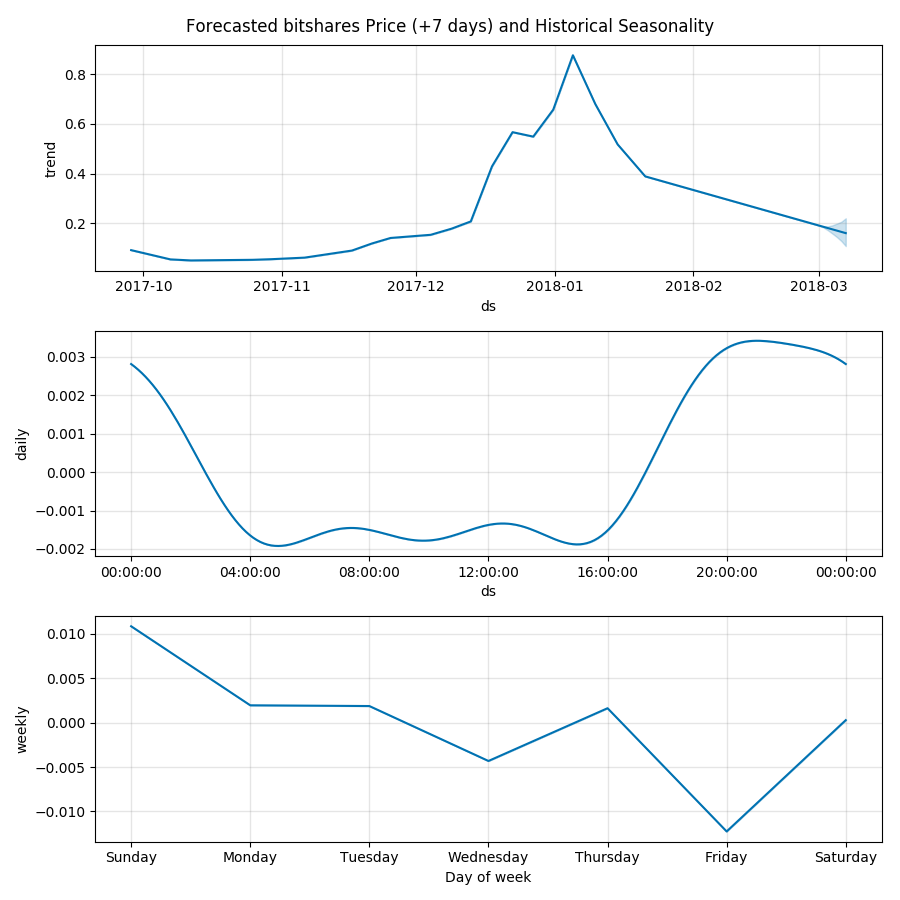 Forecasted bitshares Price (+7 days) and Historical Seasonality
0.8
0.6
0.4
0.2
trend
2017-10 2017-11 2017-12 2018-01 2018-02 2018-03
ds
0.003
0.002
0.001
0.000
−0.001
−0.002
daily
00:00:00 04:00:00 08:00:00 12:00:00 16:00:00 20:00:00 00:00:00
ds
0.010
0.005
0.000
−0.005
−0.010
weekly
Sunday Monday Tuesday Wednesday Thursday Friday Saturday
Day of week